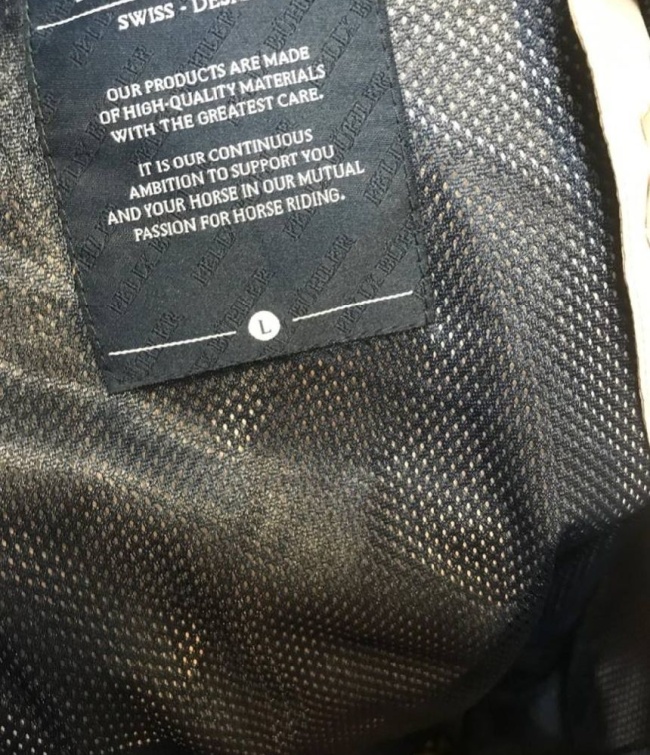 SWISS - DESI
OUR PRODUCTS ARE MADE
OF HIGH-QUALITY MATERIALS
WITH THE GREATEST CARE.
IT IS OUR CONTINUOUS
AMBITION TO SUPPORT YOU
AND YOUR HORSE IN OUR MUTUAL
PASSION FOR HORSE RIDING.
L